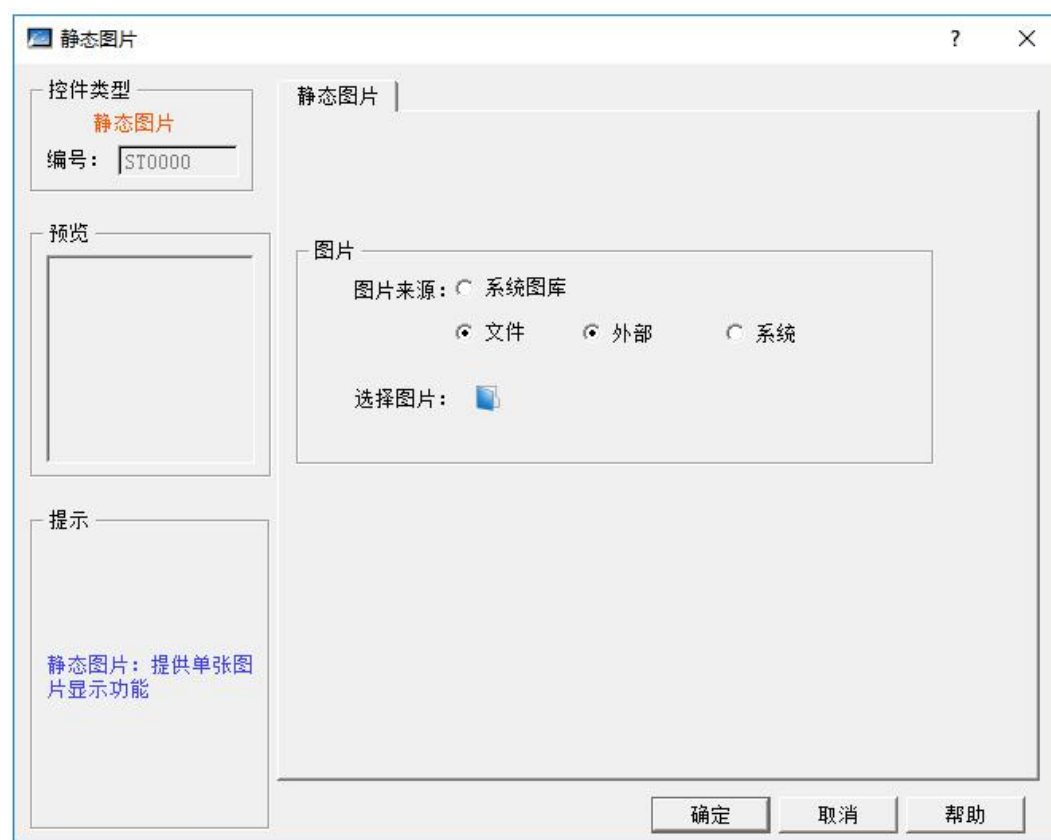 静态图片
?
控件类型
静态图片
编号： ST0000
预览
提示
静态图片：提供单张图
片显示功能
静态图片
图片
图片来源： 系统图库
文件 外部 系统
选择图片：
确定 取消 帮助